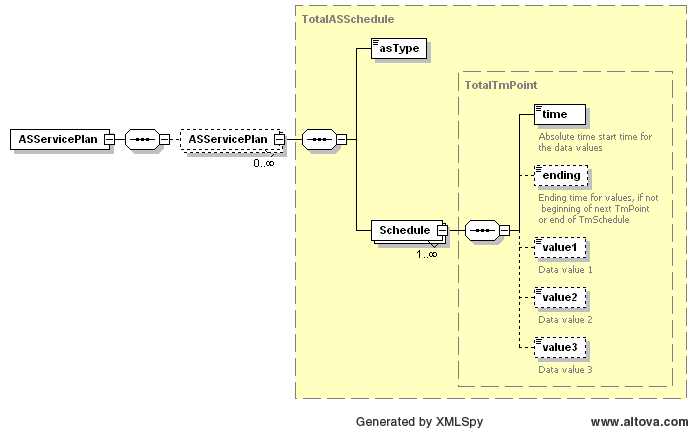 TotalASSchedule
asType
TotalTmPoint
time
Absolute time start time for
the data values
ASServicePlan
ASServicePlan
0..∞
ending
Ending time for values, if not
beginning of next TmPoint
or end of TmSchedule
Schedule
1..∞
value1
Data value 1
value2
Data value 2
value3
Data value 3
Generated by XMLSpy
www.altova.com